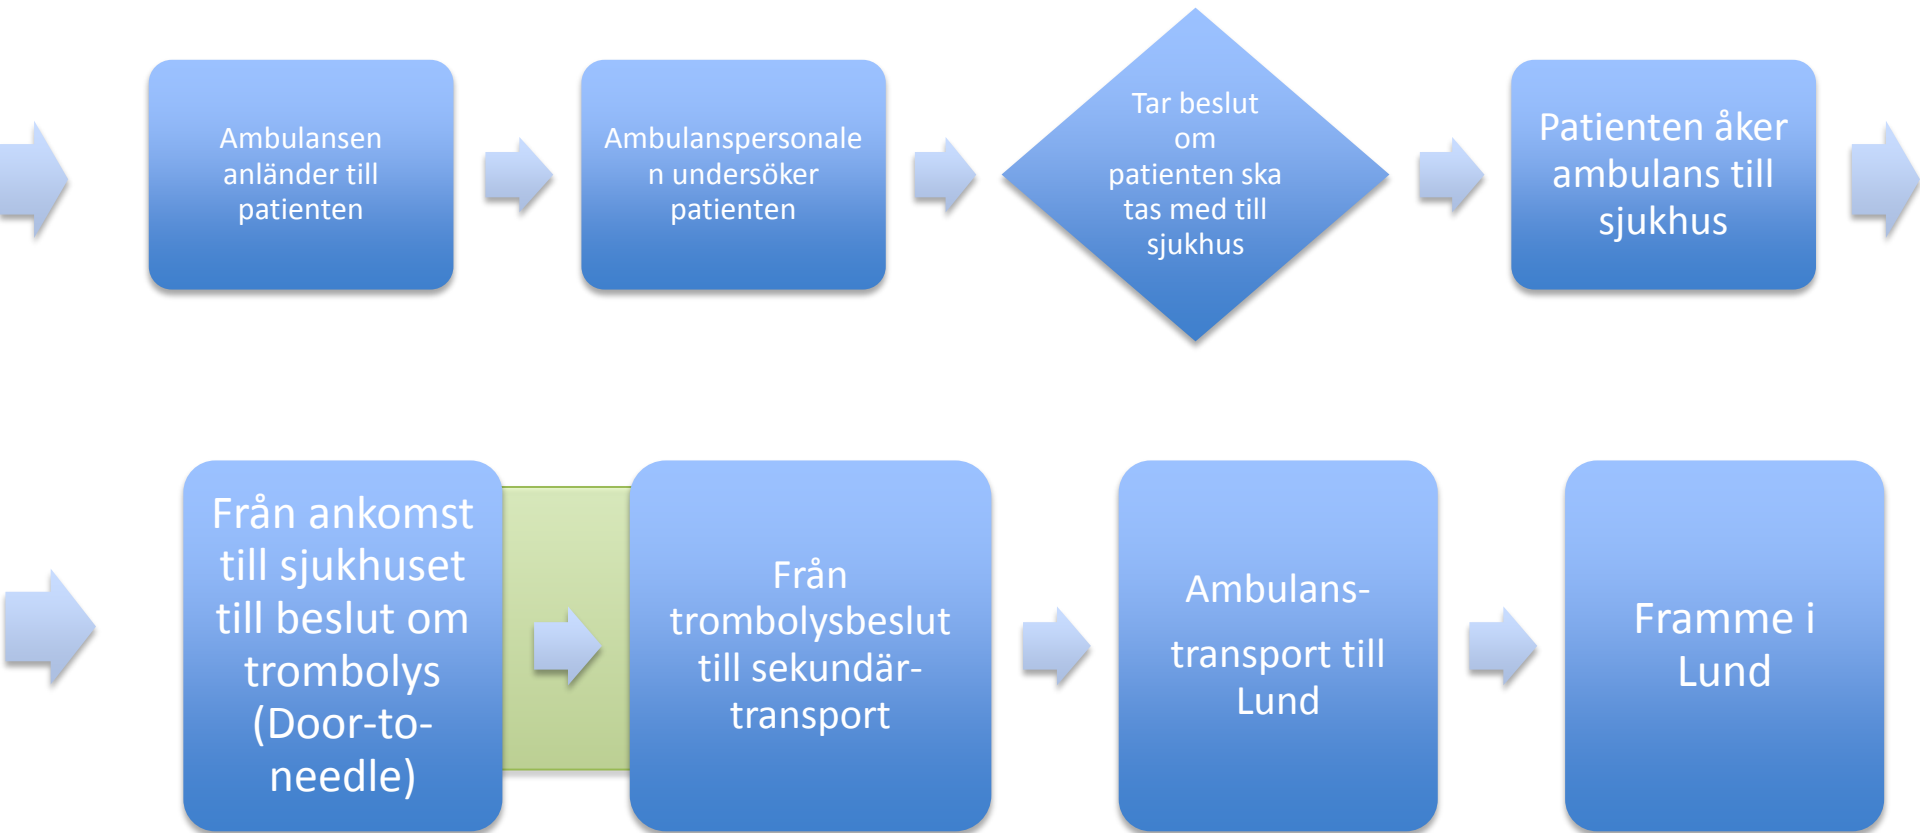 Ambulansen
anländer till
patienten
Ambulanspersonale
n undersöker
patienten
Tar beslut
om
patienten ska
tas med till
sjukhus
Patienten åker
ambulans till
sjukhus
Från ankomst
till sjukhuset
till beslut om
trombolys
(Door-to-
needle)
Från
trombolysbeslut
till sekundär-
transport
Ambulans-
transport till
Lund
Framme i
Lund